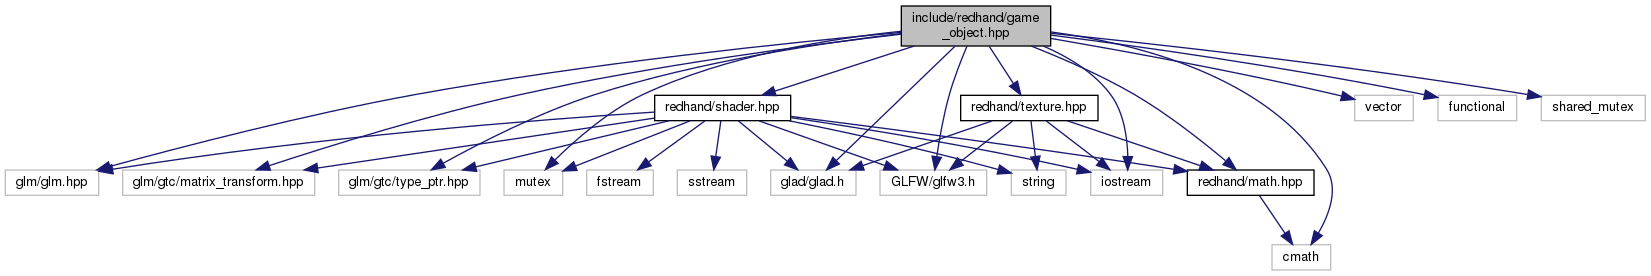 include/redhand/game
_object.hpp
redhand/shader.hpp
redhand/texture.hpp
vector
functional
shared_mutex
glm/glm.hpp
glm/gtc/matrix_transform.hpp
glm/gtc/type_ptr.hpp
mutex
fstream
sstream
glad/glad.h
GLFW/glfw3.h
string
iostream
redhand/math.hpp
cmath